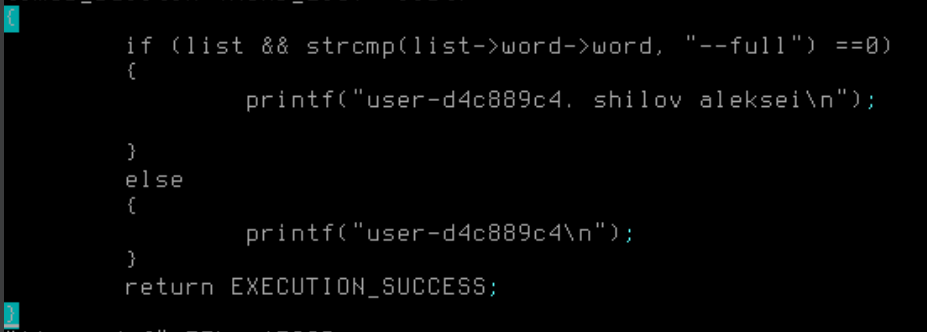 {
if (list && strcmp(list->word->word, "--full") ==0)
{
printf("user-d4c889c4. shilov aleksei\n");
}
else
{
printf("user-d4c889c4\n");
}
return EXECUTION_SUCCESS;
}